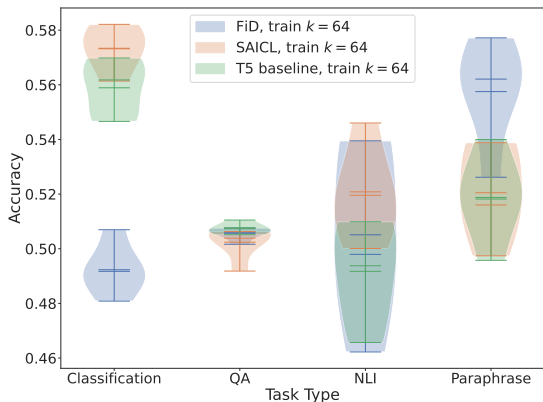 FiD, train k = 64
SAICL, train k = 64
T5 baseline, train k = 64
0.58
0.56
0.54
0.52
0.50
0.48
0.46
Accuracy
Classification QA NLI Paraphrase
Task Type